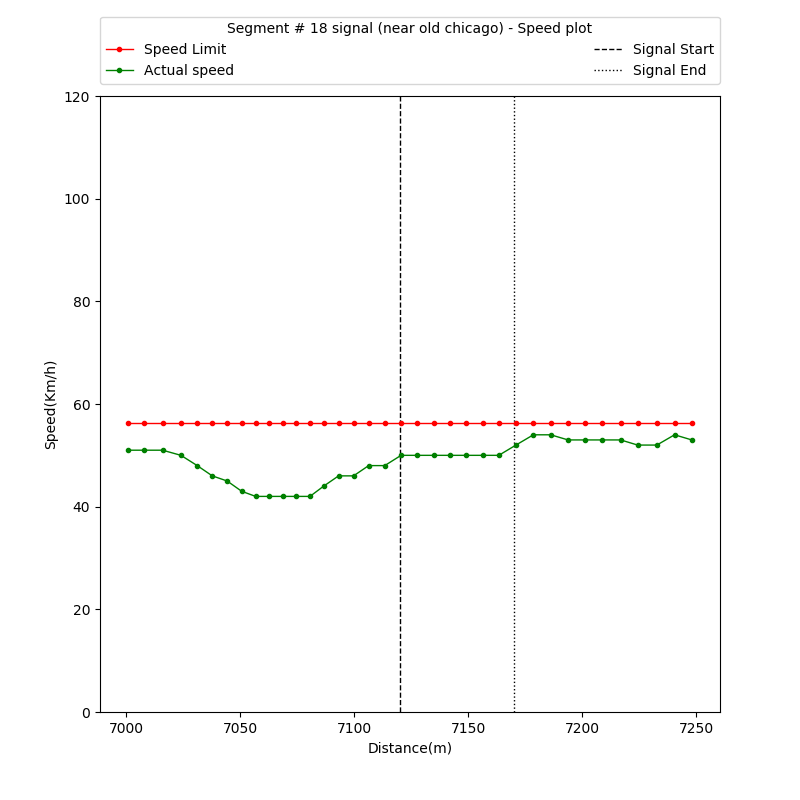 Segment # 18 signal (near old chicago) - Speed plot
Speed Limit
Actual speed
Signal Start
Signal End
120
100
80
60
40
20
0
Speed(Km/h)
7000 7050 7100 7150 7200 7250
Distance(m)